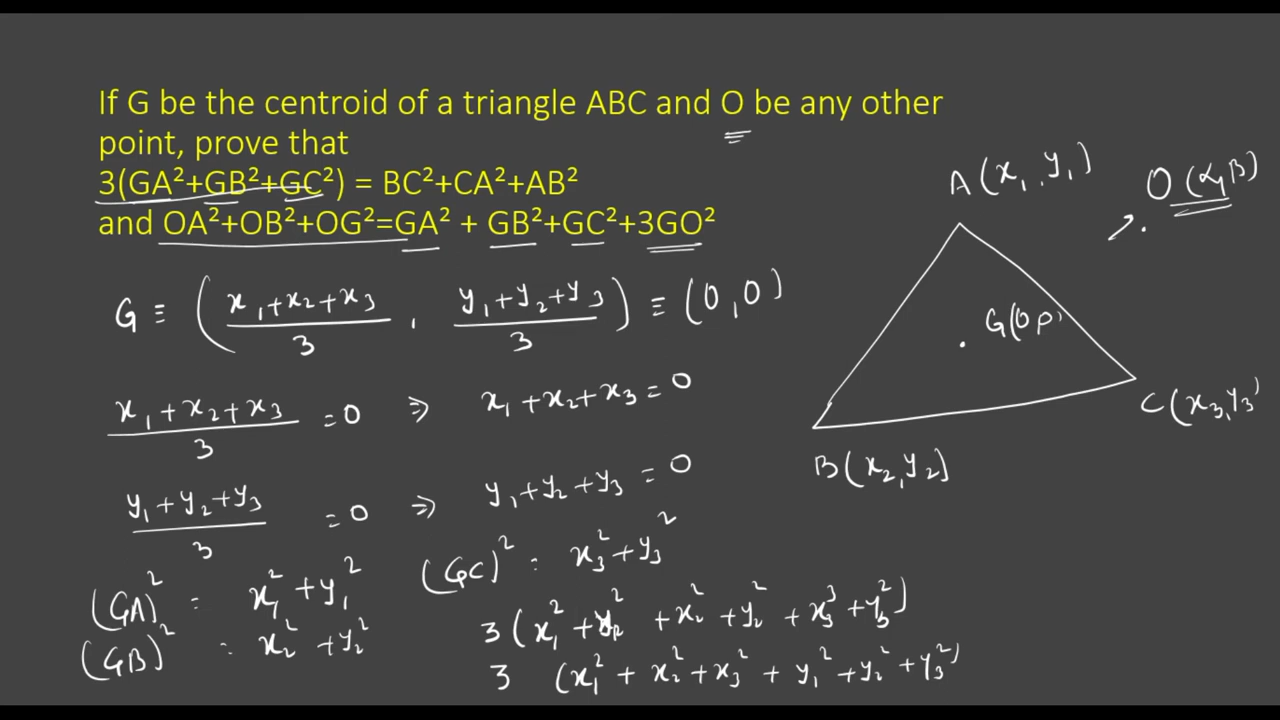 If G be the centroid of a triangle ABC and O be any other
point, prove that
3(GA²+GB²+GC²) = BC²+CA²+AB²
and OA²+OB²+OG²=GA² + GB²+GC²+3GO²
A (x₁, y₁)
O (α, β)
G ≡ ( (x₁+x₂+x₃)/3 , (y₁+y₂+y₃)/3 ) ≡ (0, 0)
G(0,0)
(x₁+x₂+x₃)/3 = 0 ⇒ x₁+x₂+x₃ = 0
C(x₃,y₃)
B(x₂,y₂)
(y₁+y₂+y₃)/3 = 0 ⇒ y₁+y₂+y₃ = 0
(GA)² = x₁²+y₁²
(GC)² = x₃²+y₃²
(GB)² = x₂²+y₂²
3(x₁²+y₁²+x₂²+y₂²+x₃³+y₃²)
3 (x₁²+x₂²+x₃²+y₁²+y₂²+y₃²)